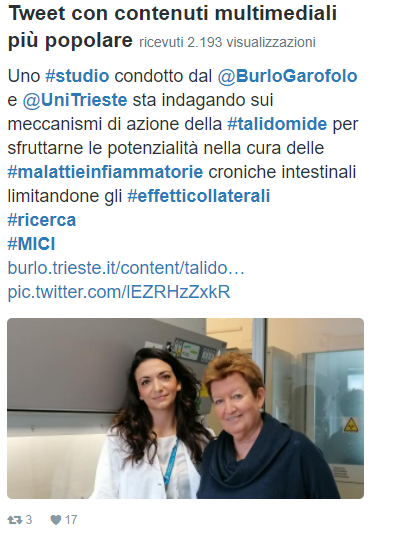 Tweet con contenuti multimediali
più popolare ricevuti 2.193 visualizzazioni
Uno #studio condotto dal @BurloGarofolo
e @UniTrieste sta indagando sui
meccanismi di azione della #talidomide per
sfruttarne le potenzialità nella cura delle
#malattieinfiammatorie croniche intestinali
limitandone gli #effetticollaterali
#ricerca
#MICI
burlo.trieste.it/content/talido…
pic.twitter.com/lEZRHzZxkR
3 17